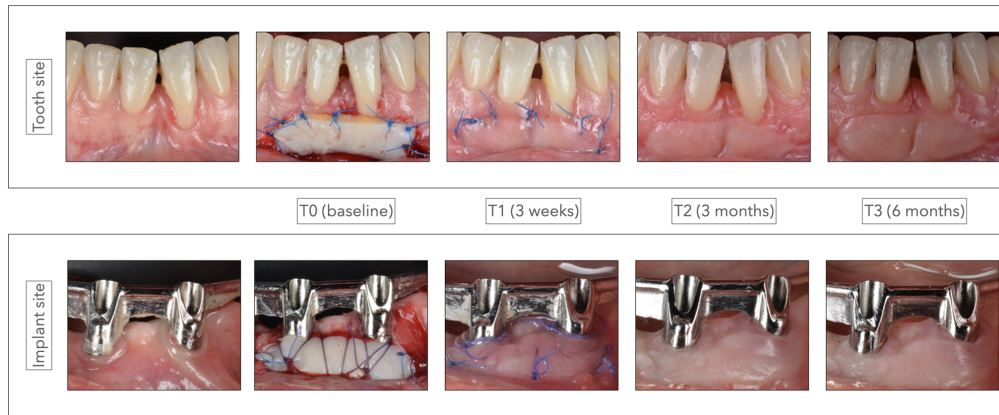 Tooth site
T0 (baseline)
T1 (3 weeks)
T2 (3 months)
T3 (6 months)
Implant site